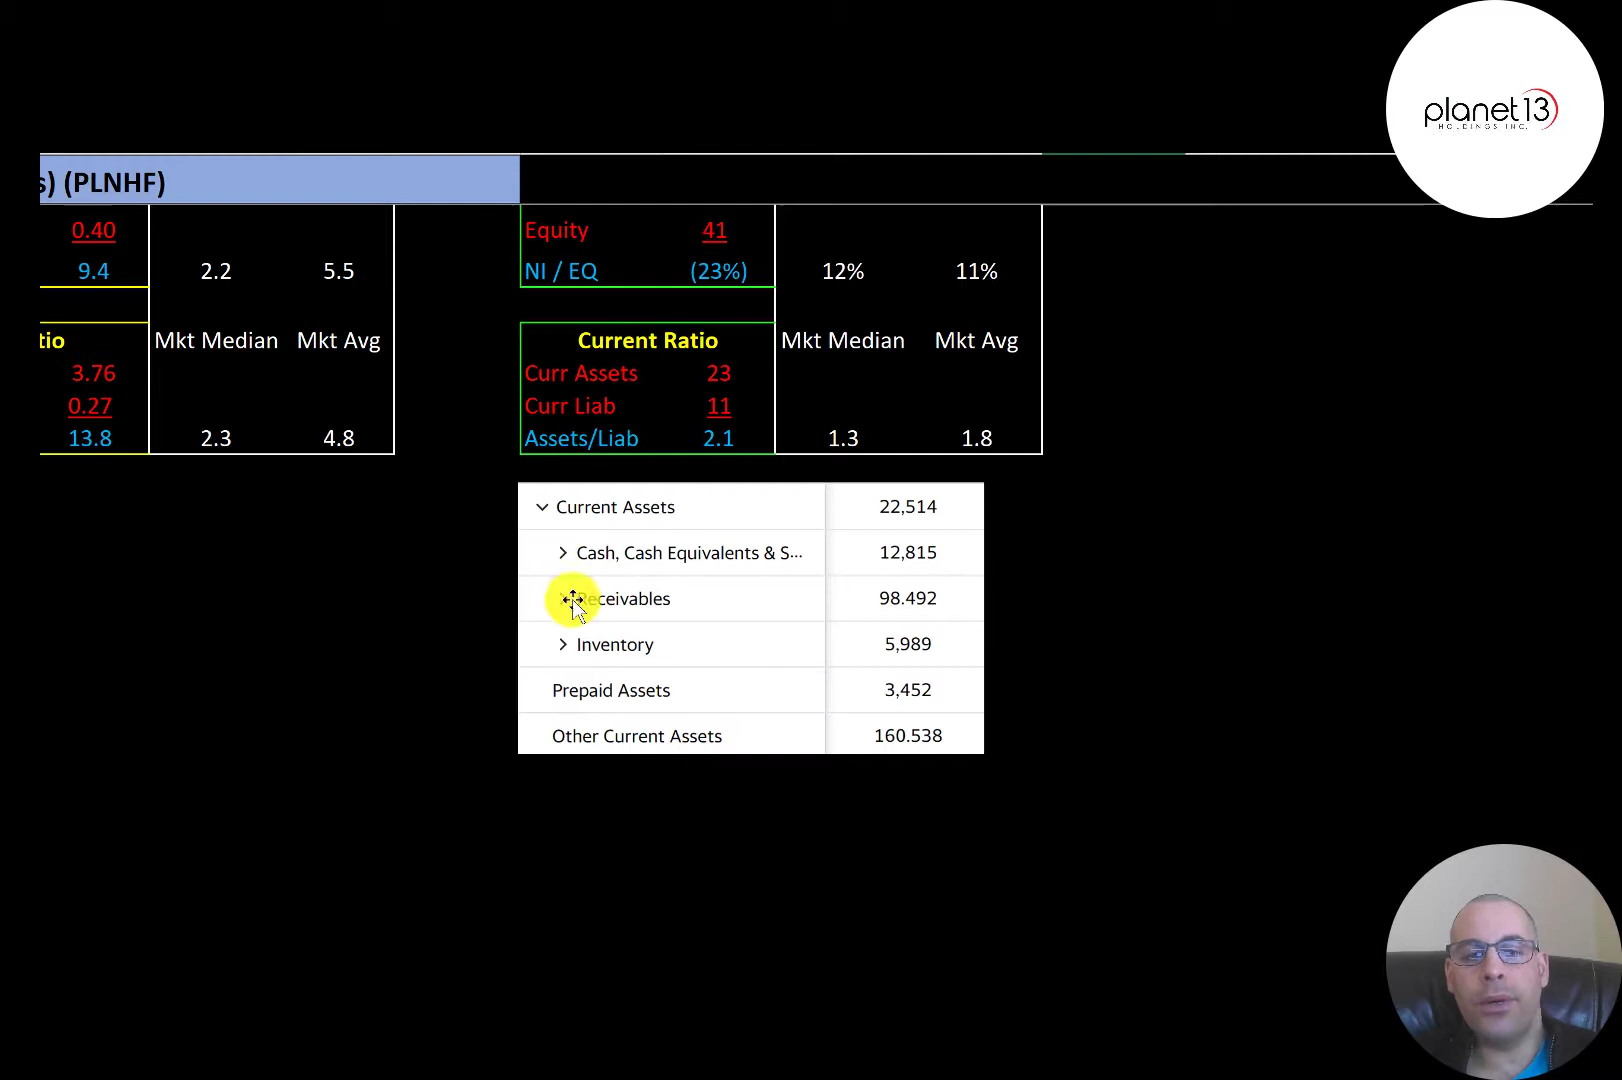 planet13
HOLDINGS INC.
s) (PLNHF)
0.40
Equity 41
9.4 2.2 5.5
NI / EQ (23%) 12% 11%
tio Mkt Median Mkt Avg
Current Ratio Mkt Median Mkt Avg
3.76
Curr Assets 23
0.27
Curr Liab 11
13.8 2.3 4.8
Assets/Liab 2.1 1.3 1.8
Current Assets 22,514
Cash, Cash Equivalents & S... 12,815
eceivables 98.492
Inventory 5,989
Prepaid Assets 3,452
Other Current Assets 160.538